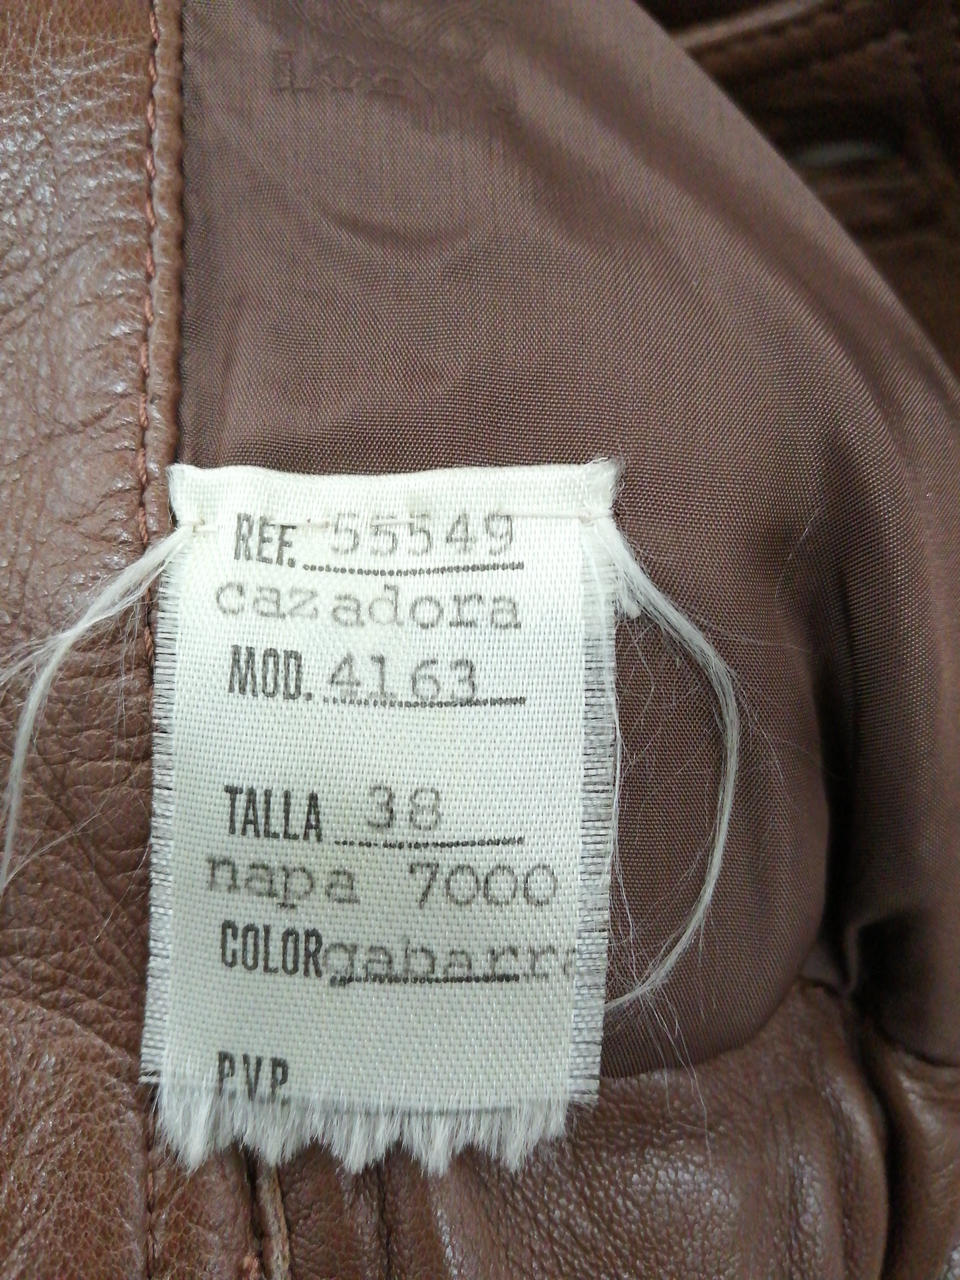 REF. 55549
cazadora
MOD. 4163
TALLA 38
napa 7000
COLOR gabarra
P.V.P.